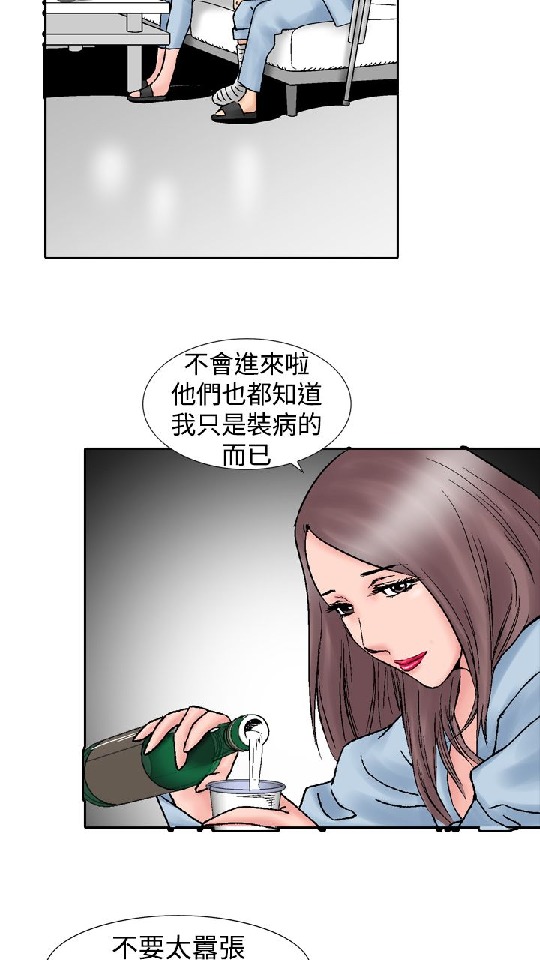 不會進來啦
他們也都知道
我只是裝病的
而已
不要太囂張